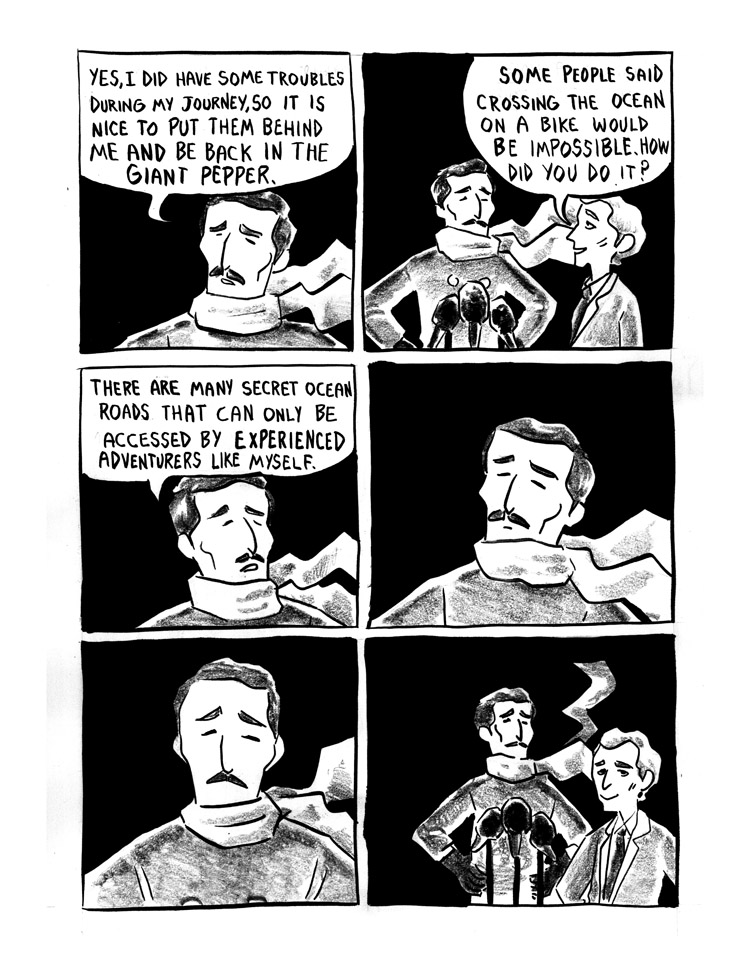 YES, I DID HAVE SOME TROUBLES
DURING MY JOURNEY, SO IT IS
NICE TO PUT THEM BEHIND
ME AND BE BACK IN THE
GIANT PEPPER.
SOME PEOPLE SAID
CROSSING THE OCEAN
ON A BIKE WOULD
BE IMPOSSIBLE. HOW
DID YOU DO IT?
THERE ARE MANY SECRET OCEAN
ROADS THAT CAN ONLY BE
ACCESSED BY EXPERIENCED
ADVENTURERS LIKE MYSELF.